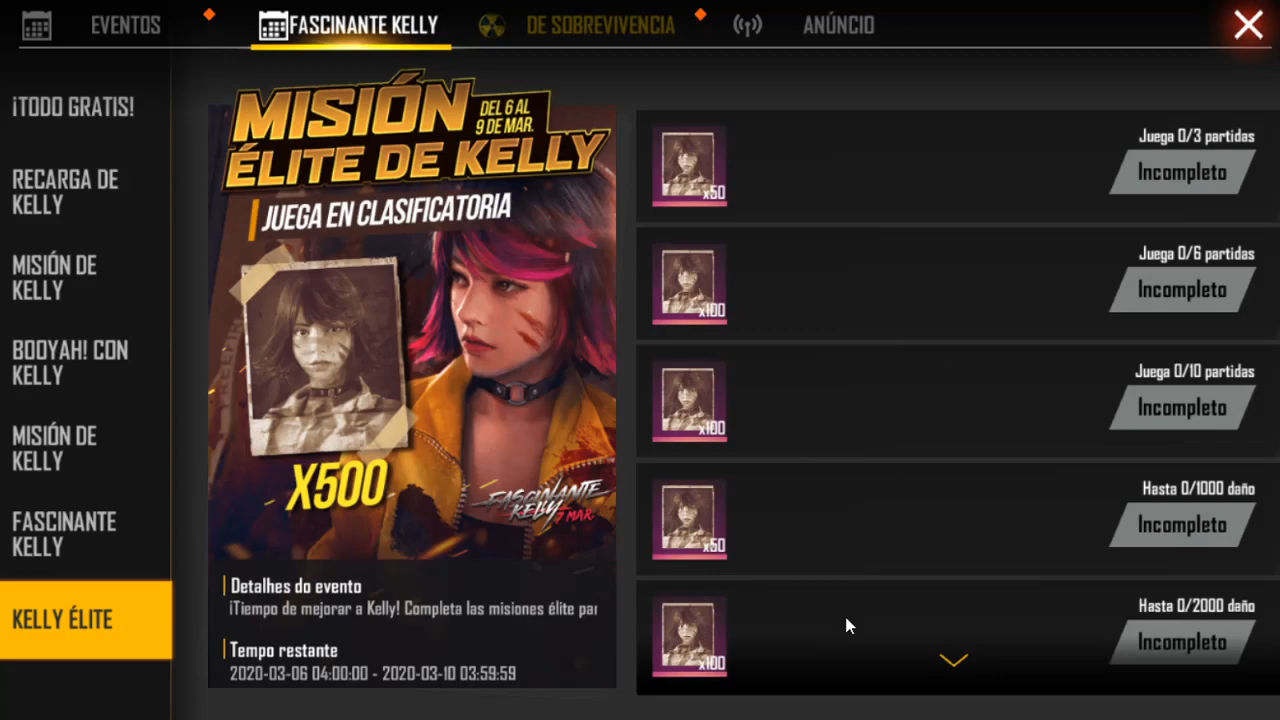 EVENTOS
FASCINANTE KELLY
DE SOBREVIVENCIA
ANÚNCIO
¡TODO GRATIS!
RECARGA DE
KELLY
MISIÓN DE
KELLY
BOOYAH! CON
KELLY
MISIÓN DE
KELLY
FASCINANTE
KELLY
KELLY ÉLITE
MISIÓN
DEL 6 AL
9 DE MAR.
ÉLITE DE KELLY
JUEGA EN CLASIFICATORIA
X500
FASCINANTE
KELLY 7 MAR.
Detalhes do evento
¡Tiempo de mejorar a Kelly! Completa las misiones élite par
Tempo restante
2020-03-06 04:00:00 - 2020-03-10 03:59:59
x50
Juega 0/3 partidas
Incompleto
x100
Juega 0/6 partidas
Incompleto
x100
Juega 0/10 partidas
Incompleto
x50
Hasta 0/1000 daño
Incompleto
x100
Hasta 0/2000 daño
Incompleto